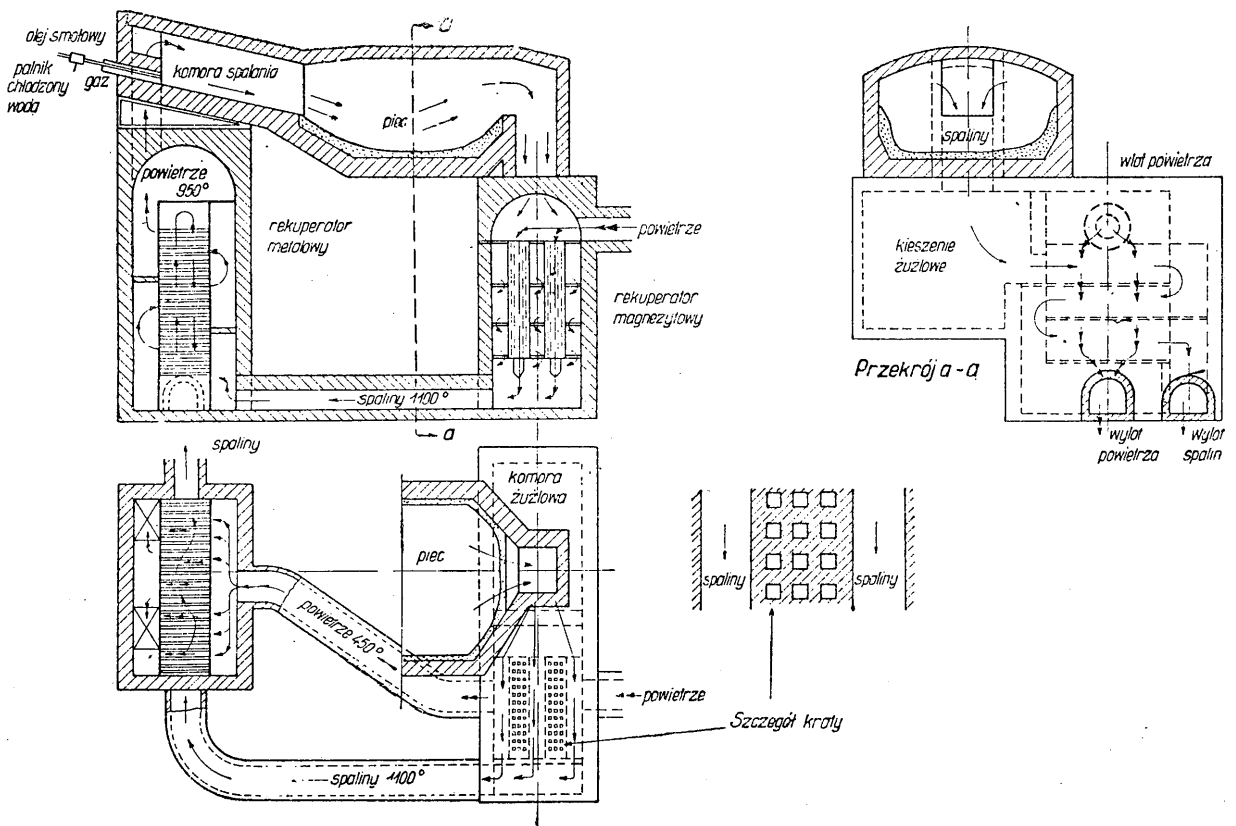 olej smołowy
palnik
chłodzony
wodą
gaz
komora spalania
piec
a
powietrze
950°
rekuperator
metalowy
powietrze
rekuperator
magnezytowy
spaliny 1100°
a
spaliny
wlot powietrza
kieszenie
żużlowe
Przekrój a-a
wylot
powietrza
wylot
spalin
spaliny
komora
żużlowa
piec
powietrze 450°
powietrze
spaliny 1100°
spaliny
spaliny
Szczegół kraty